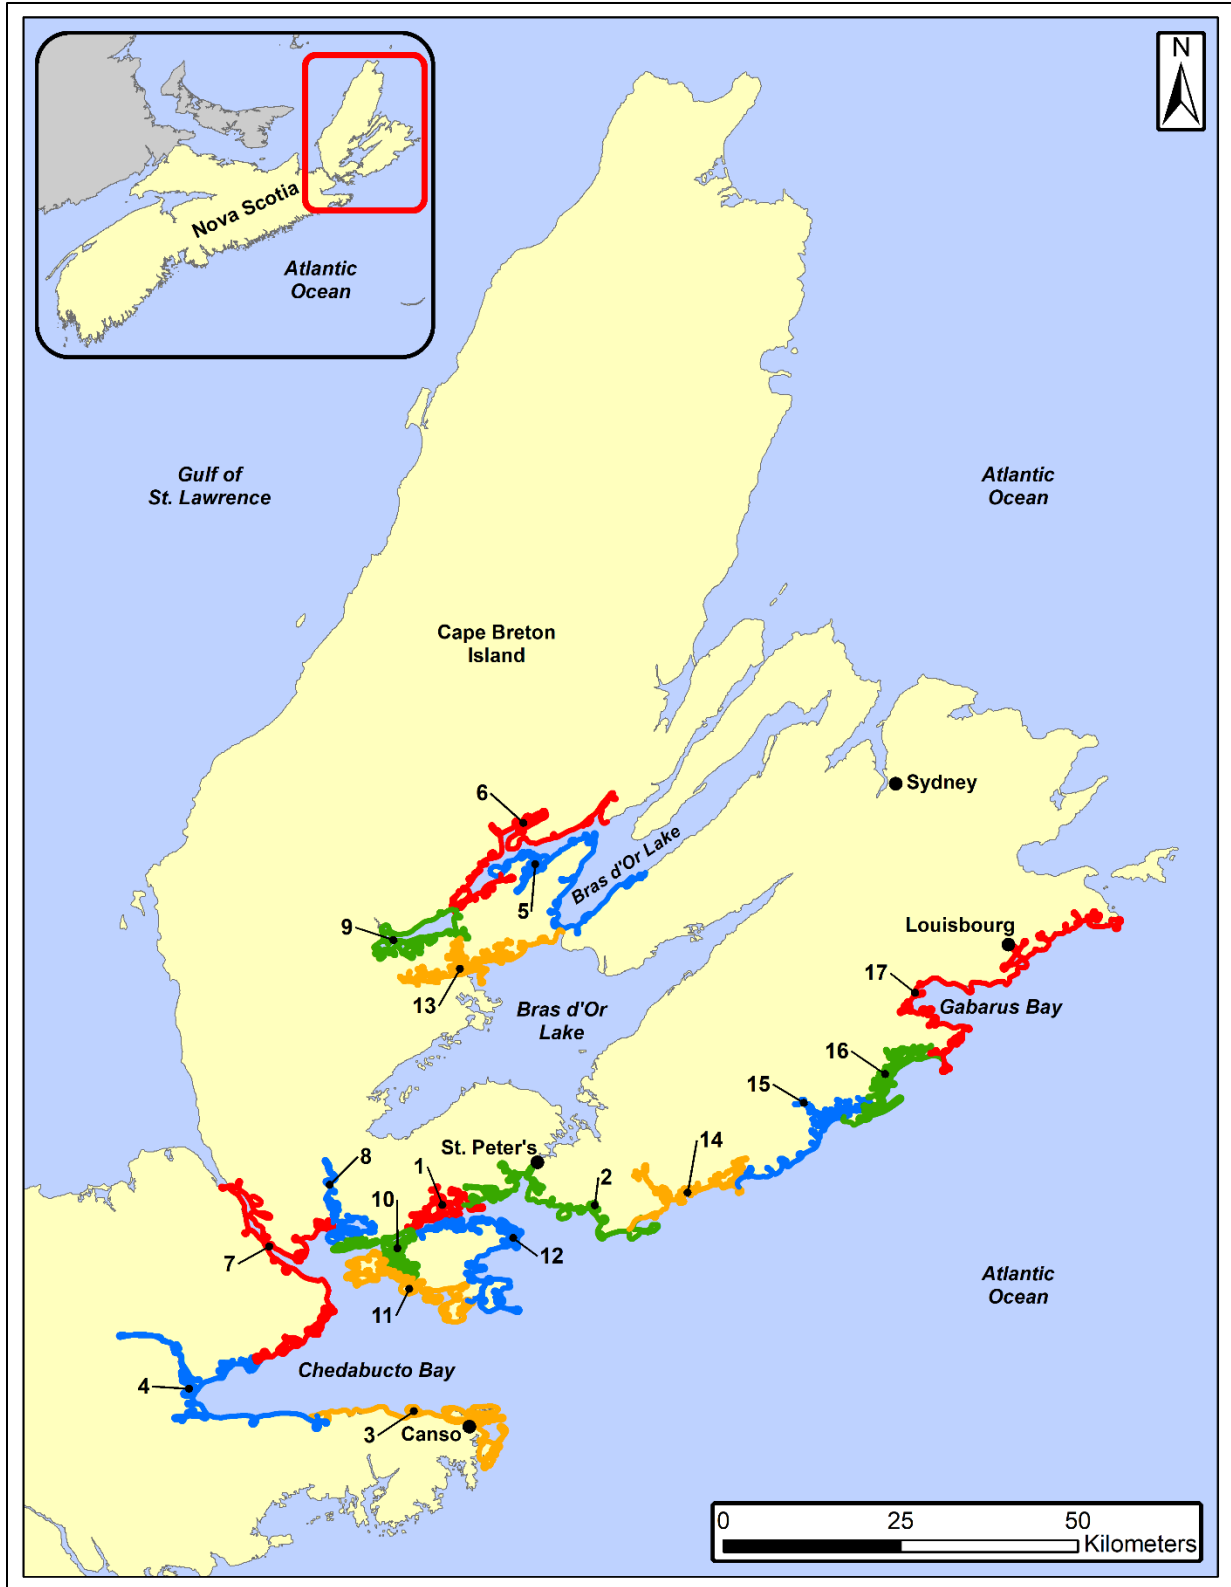 N
Nova Scotia
Atlantic
Ocean
Gulf of
St. Lawrence
Atlantic
Ocean
Cape Breton
Island
Sydney
6
Bras d'Or Lake
5
9
Louisbourg
13
17
Bras d'Or
Lake
Gabarus Bay
16
15
St. Peter's
14
8
1
2
10
12
7
Atlantic
Ocean
11
Chedabucto Bay
4
3
Canso
0
25
50
Kilometers